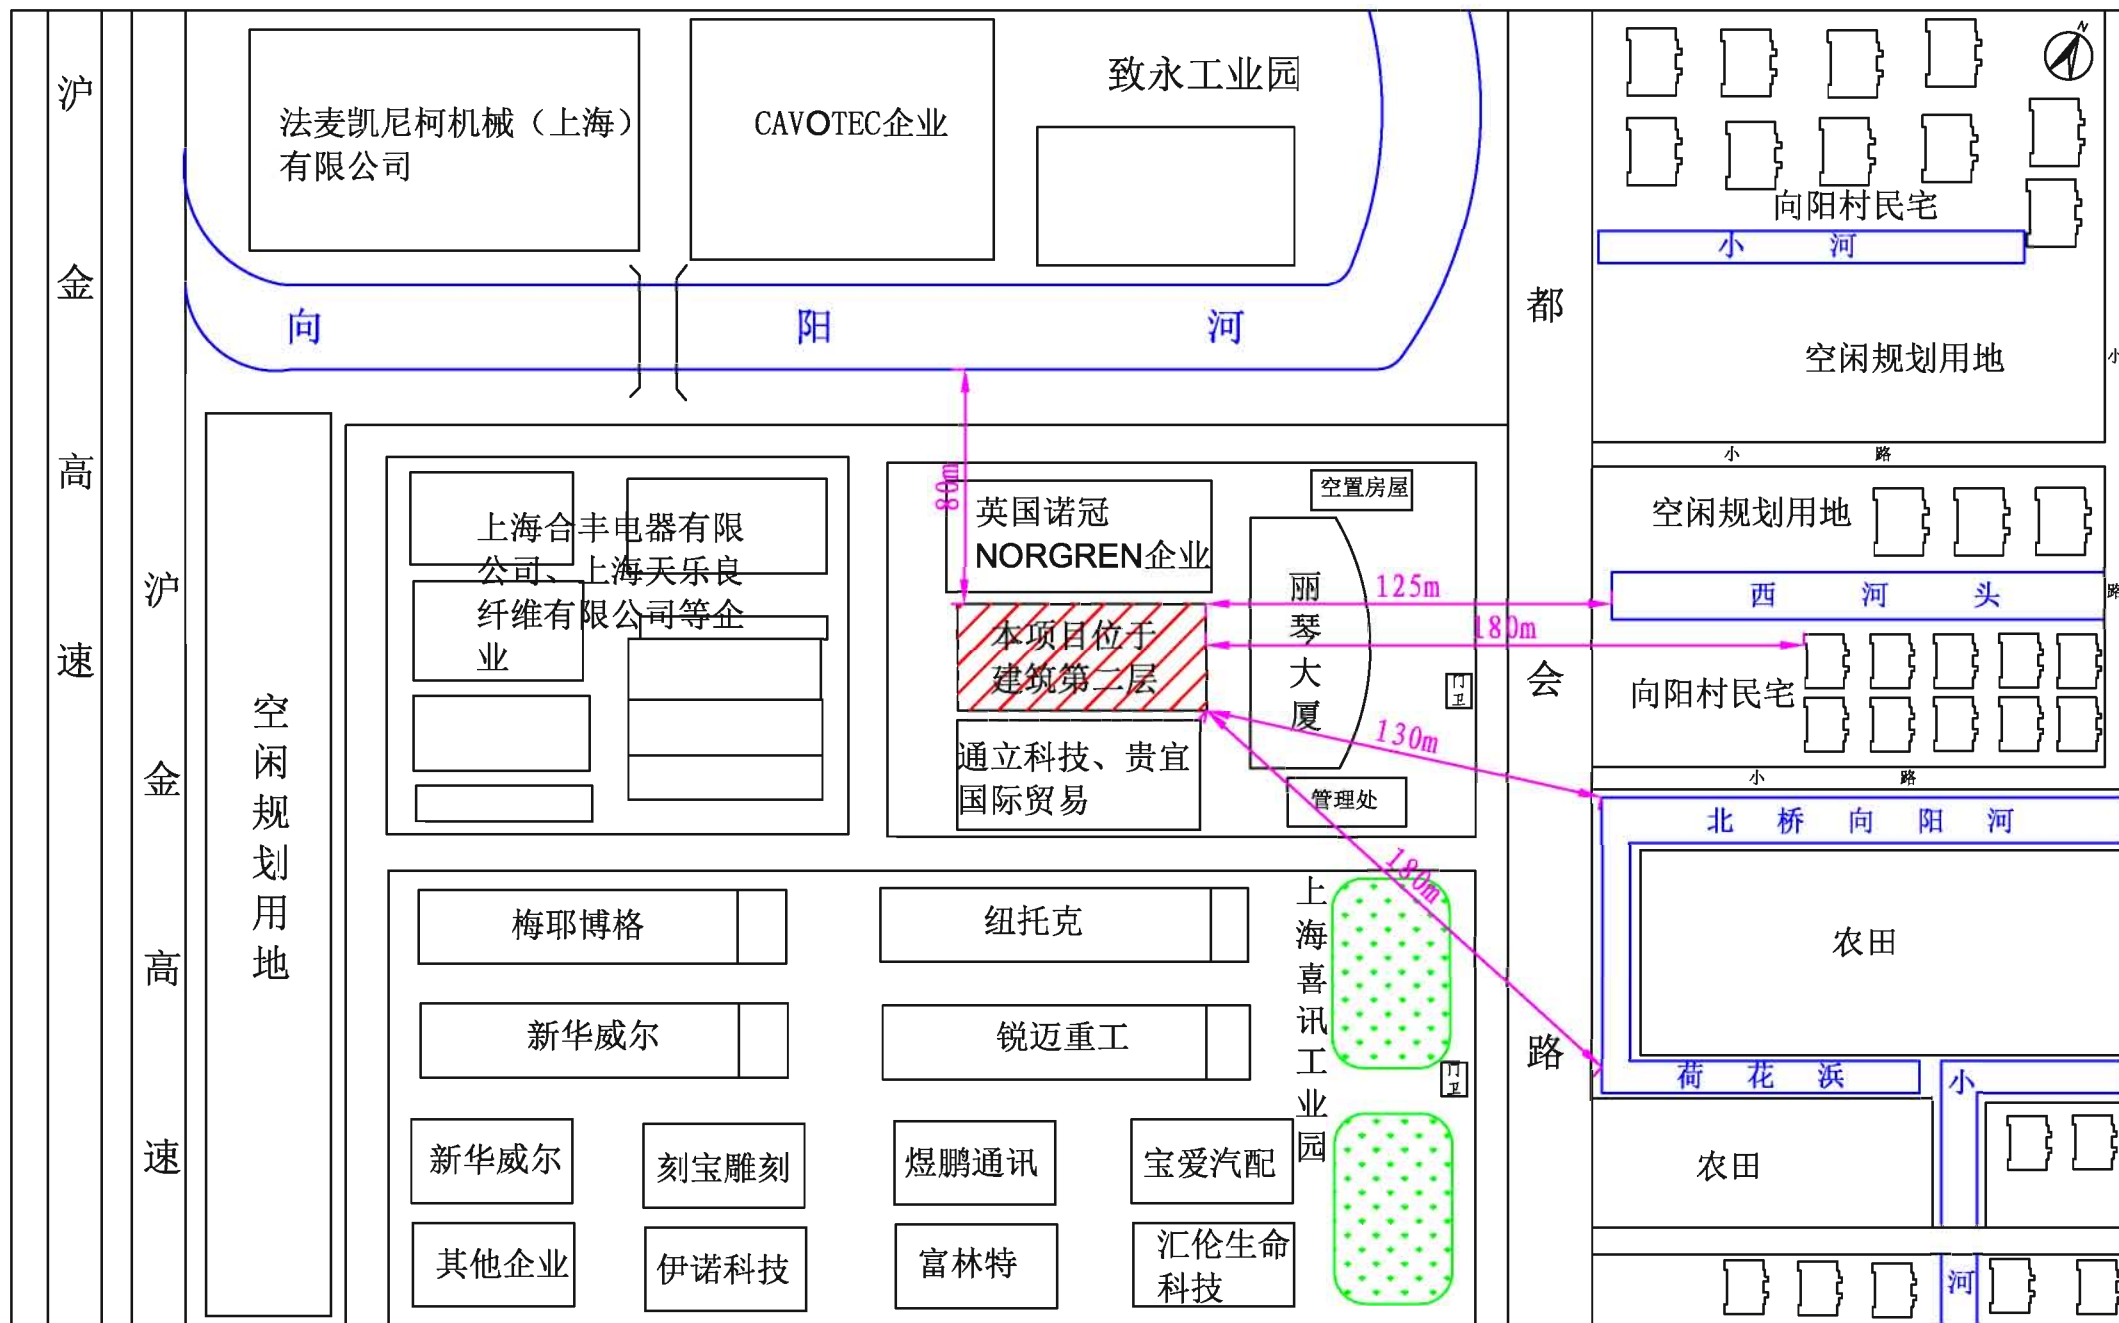 沪金高速
沪金高速
法麦凯尼柯机械（上海）
有限公司
CAVOTEC企业
致永工业园
N
向阳村民宅
小河
向阳河
都会路
空闲规划用地
小路
小路
80m
上海合丰电器有限
公司、上海天乐良
纤维有限公司等企
业
英国诺冠
NORGREN企业
空置房屋
丽琴大厦
125m
180m
空闲规划用地
西河头
本项目位于
建筑第二层
门卫
向阳村民宅
空闲规划用地
通立科技、贵宜
国际贸易
130m
管理处
小路
北桥向阳河
180m
梅耶博格
纽托克
上海喜讯工业园
农田
新华威尔
锐迈重工
门卫
荷花浜
小河
新华威尔
刻宝雕刻
煜鹏通讯
宝爱汽配
农田
其他企业
伊诺科技
富林特
汇伦生命
科技